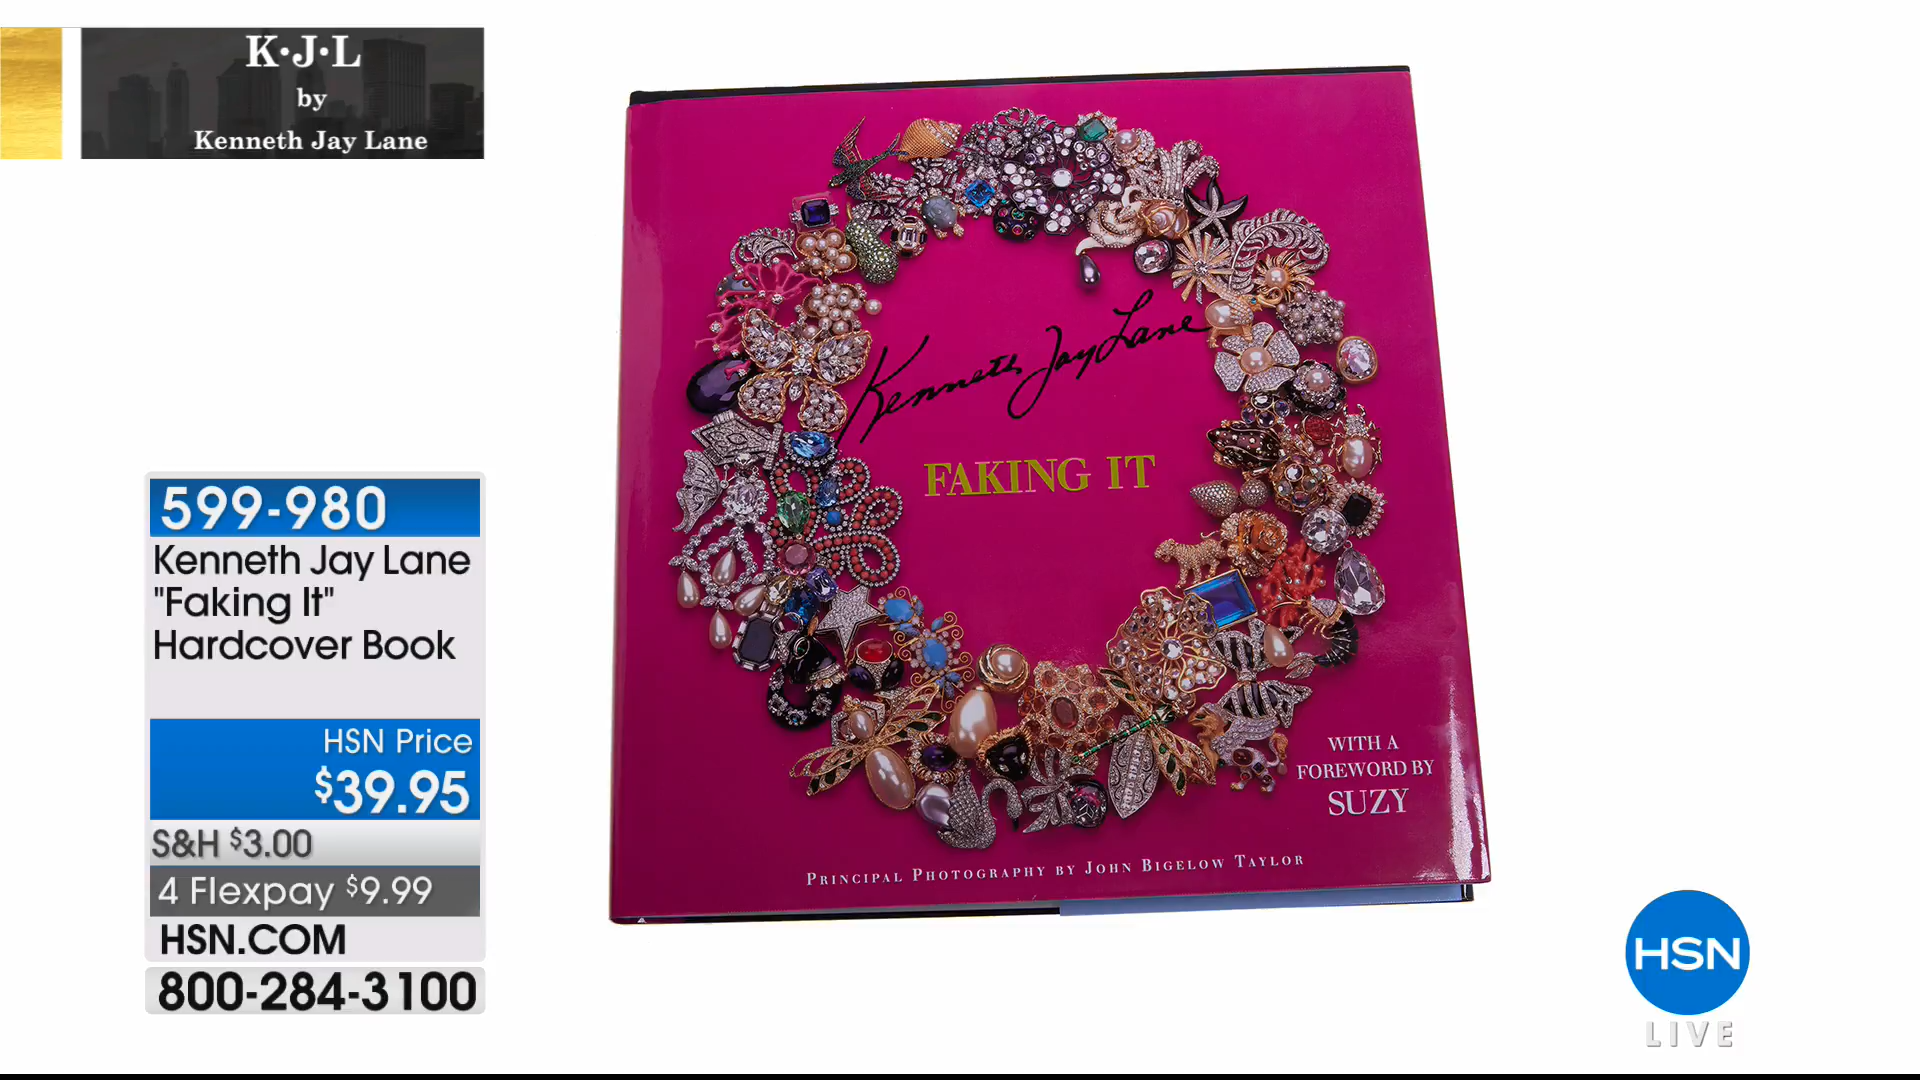 K·J·L
by
Kenneth Jay Lane
599-980
Kenneth Jay Lane
"Faking It"
Hardcover Book
HSN Price
$39.95
S&H $3.00
4 Flexpay $9.99
HSN.COM
800-284-3100
Kenneth Jay Lane
FAKING IT
WITH A
FOREWORD BY
SUZY
PRINCIPAL PHOTOGRAPHY BY JOHN BIGELOW TAYLOR
HSN
LIVE